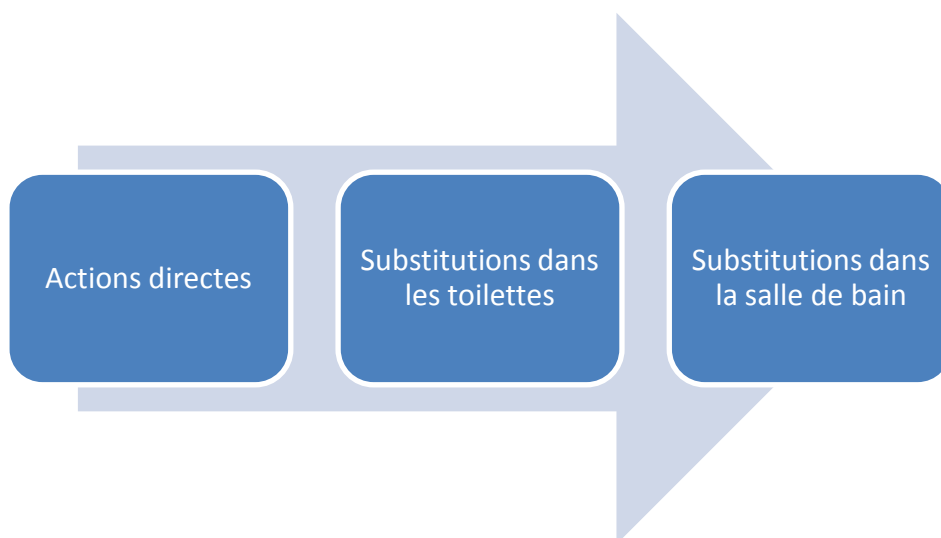 Actions directes
Substitutions dans
les toilettes
Substitutions dans
la salle de bain